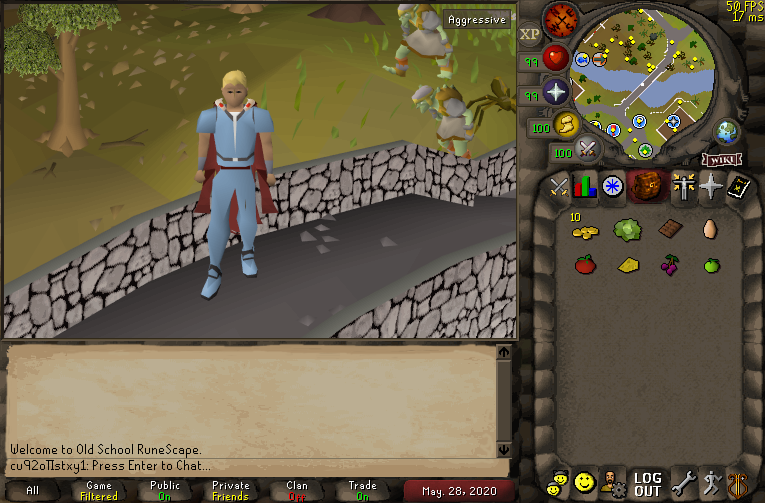 Aggressive
50 FPS
17 ms
XP
99
99
100
100
WIKI
10
Welcome to Old School RuneScape.
Press Enter to Chat...
All
Game
Filtered
Public
On
Private
Friends
Clan
Off
Trade
On
May. 28, 2020
LOG
OUT